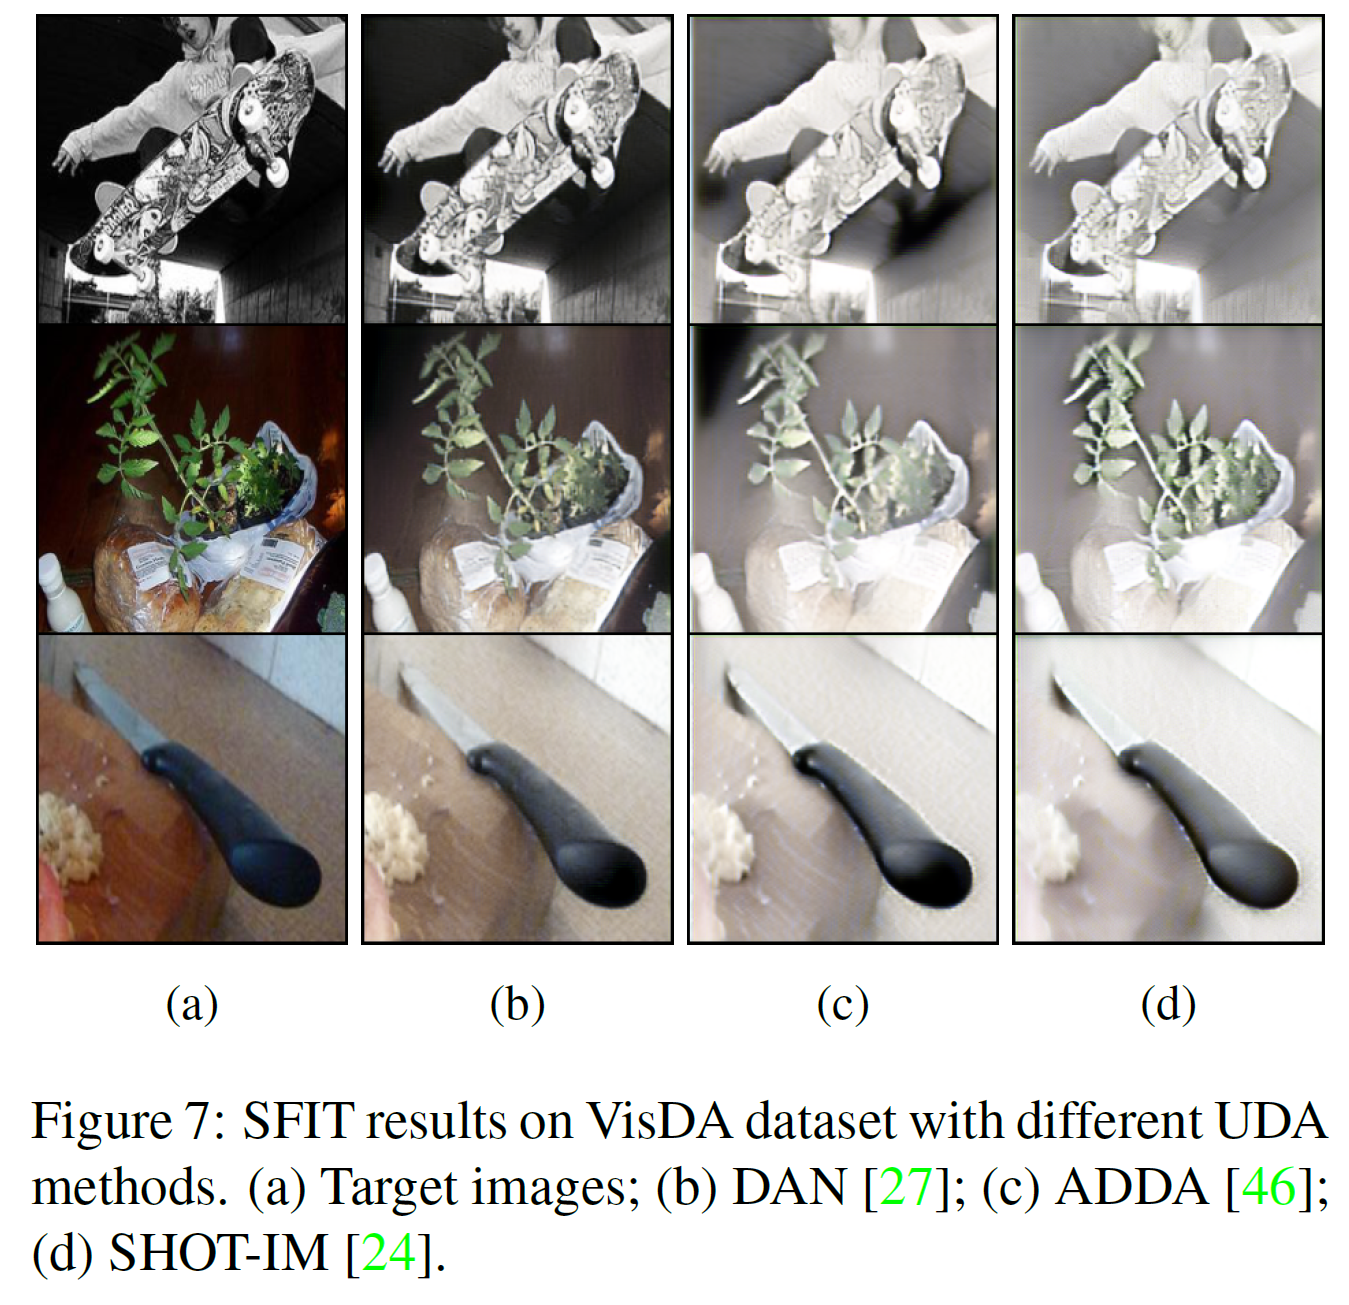 (a) (b) (c) (d)
Figure 7: SFIT results on VisDA dataset with different UDA
methods. (a) Target images; (b) DAN [27]; (c) ADDA [46];
(d) SHOT-IM [24].